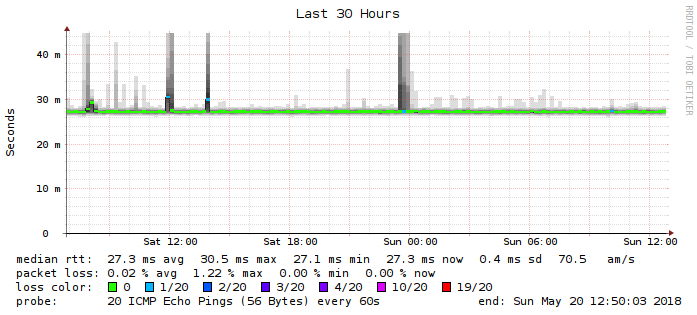 Last 30 Hours
RRDTOOL / TOBI OETIKER
Seconds
40 m
30 m
20 m
10 m
0
Sat 12:00 Sat 18:00 Sun 00:00 Sun 06:00 Sun 12:00
median rtt: 27.3 ms avg 30.5 ms max 27.1 ms min 27.3 ms now 0.4 ms sd 70.5 am/s
packet loss: 0.02 % avg 1.22 % max 0.00 % min 0.00 % now
loss color: 0 1/20 2/20 3/20 4/20 10/20 19/20
probe: 20 ICMP Echo Pings (56 Bytes) every 60s end: Sun May 20 12:50:03 2018